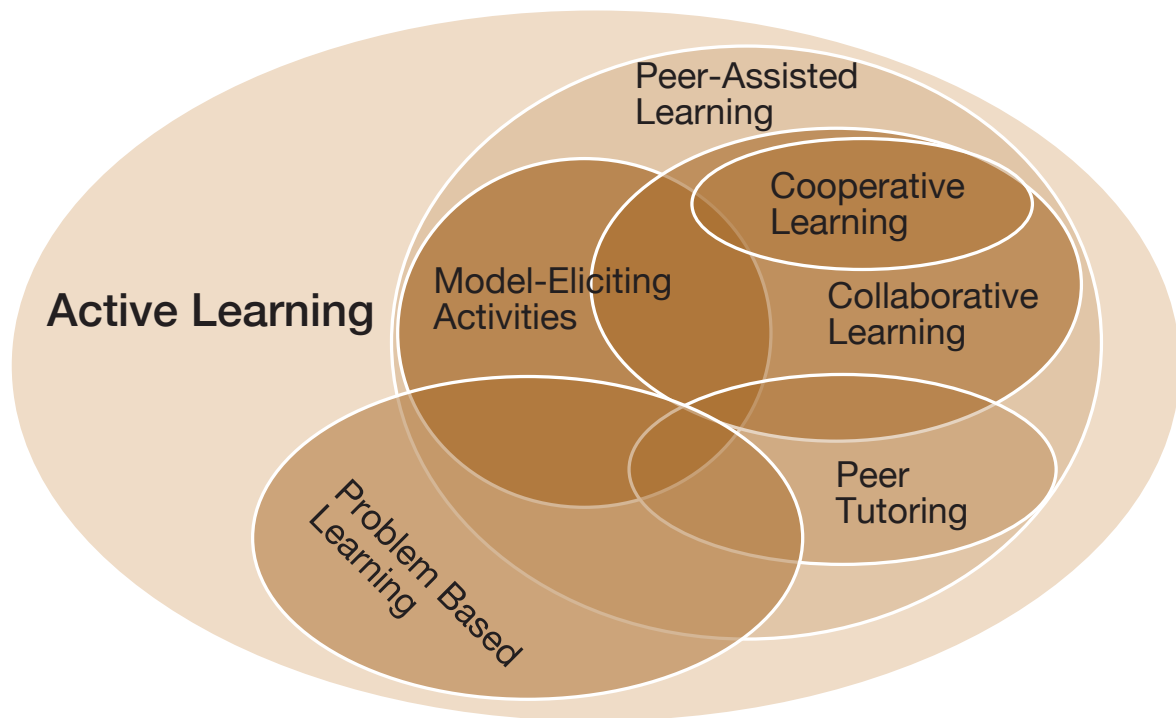 Peer-Assisted
Learning
Cooperative
Learning
Model-Eliciting
Activities
Active Learning
Collaborative
Learning
Peer
Tutoring
Problem Based
Learning